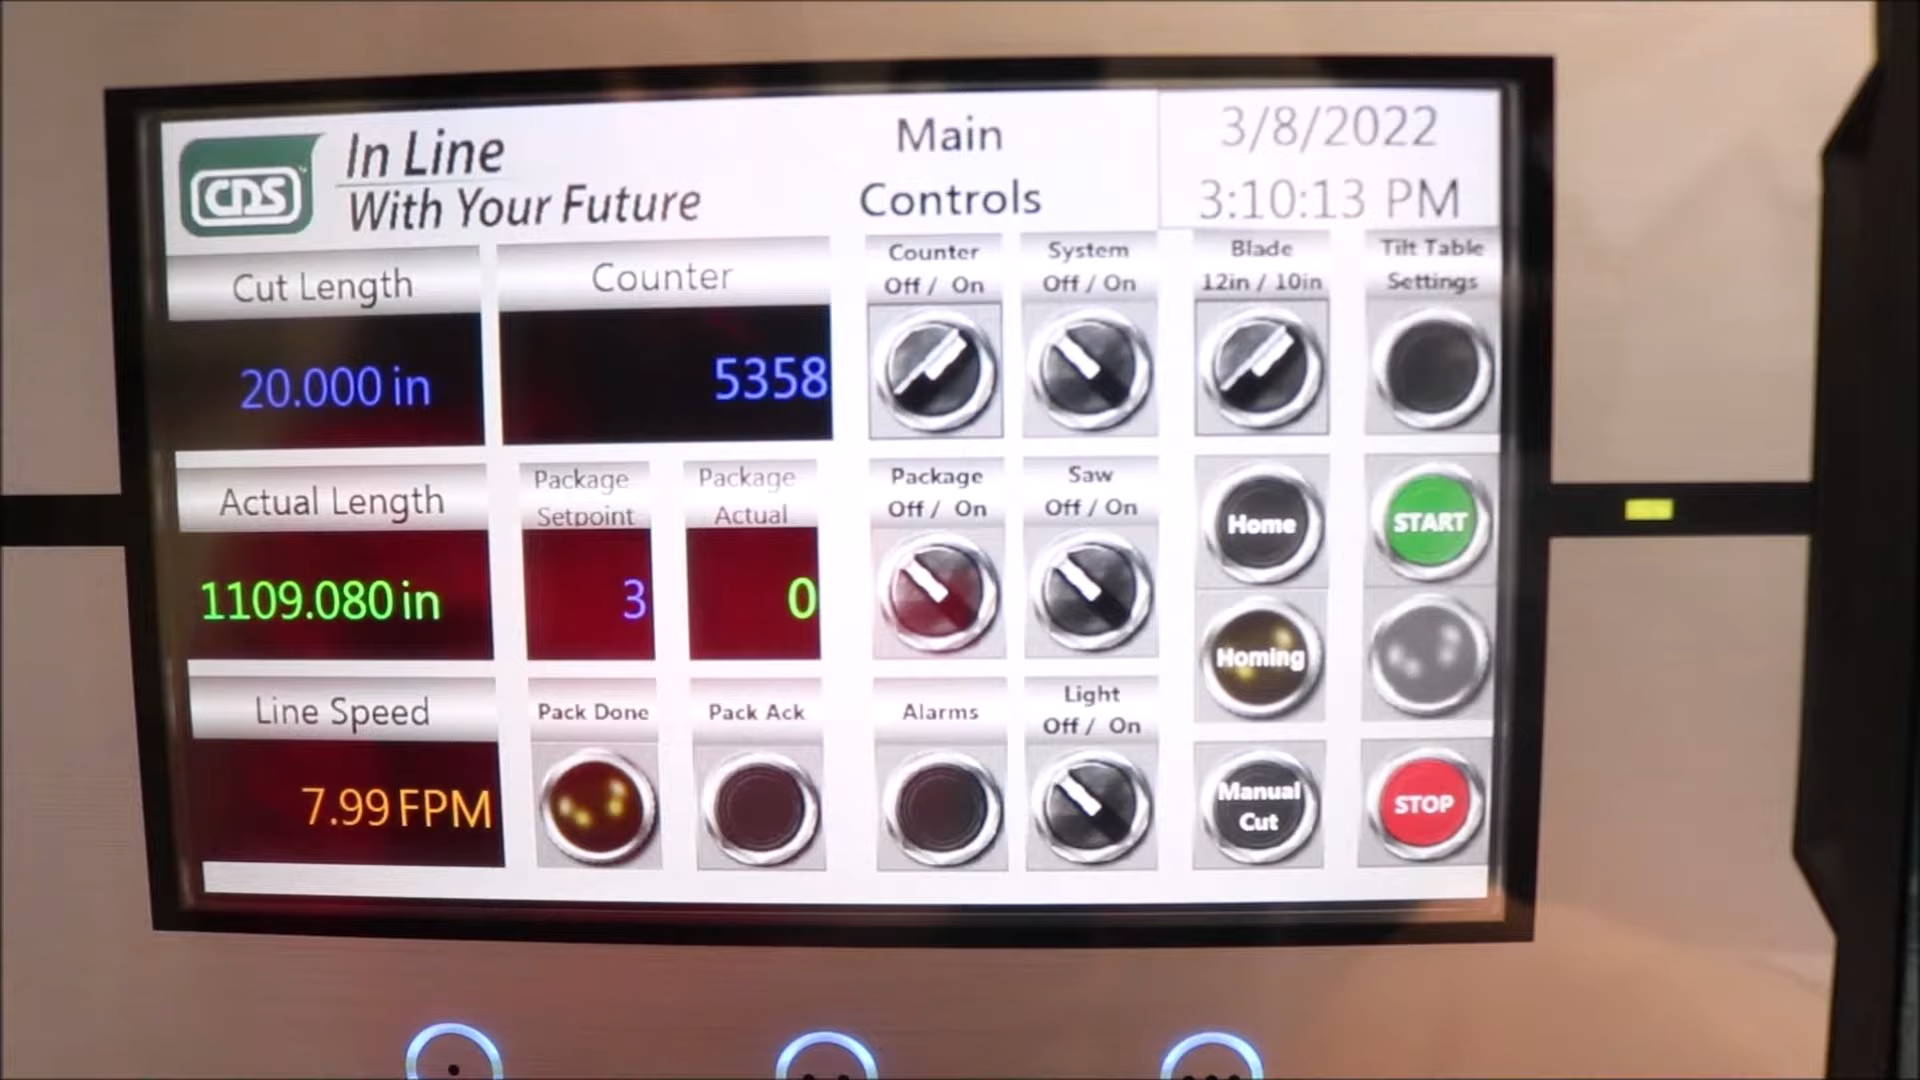 CDS
In Line
With Your Future
Main
Controls
3/8/2022
3:10:13 PM
Cut Length
20.000 in
Counter
5358
Counter
Off / On
System
Off / On
Blade
12in / 10in
Tilt Table
Settings
Actual Length
1109.080 in
Package
Setpoint
3
Package
Actual
0
Package
Off / On
Saw
Off / On
Home
START
Homing
Line Speed
7.99 FPM
Pack Done
Pack Ack
Alarms
Light
Off / On
Manual
Cut
STOP